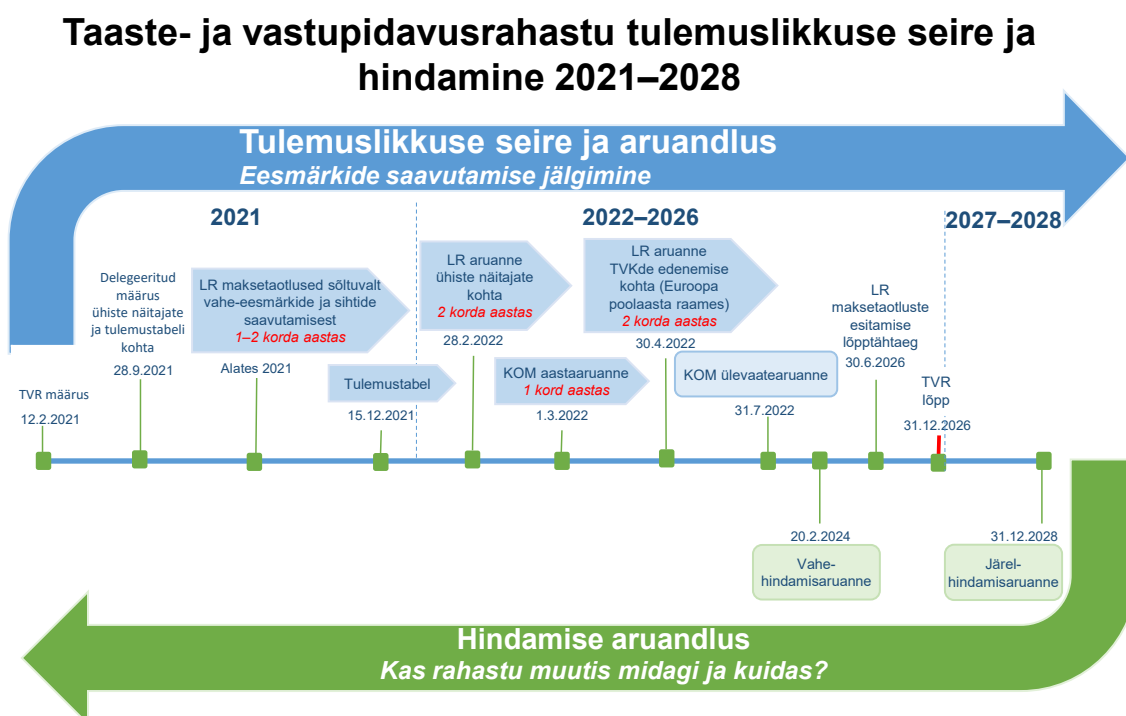 Taaste- ja vastupidavusrahastu tulemuslikkuse seire ja
hindamine 2021–2028
Tulemuslikkuse seire ja aruandlus
Eesmärkide saavutamise jälgimine
2021
2022–2026
2027–2028
TVR määrus
12.2.2021
Delegeeritud
määrus
ühiste näitajate
ja tulemustabeli
kohta
28.9.2021
LR maksetaotlused sõltuvalt
vahe-eesmärkide ja sihtide
saavutamisest
1–2 korda aastas
Alates 2021
Tulemustabel
15.12.2021
LR aruanne
ühiste näitajate
kohta
2 korda aastas
28.2.2022
KOM aastaaruanne
1 kord aastas
1.3.2022
LR aruanne
TVKde edenemise
kohta (Euroopa
poolaasta raames)
2 korda aastas
30.4.2022
KOM ülevaatearuanne
31.7.2022
LR
maksetaotluste
esitamise
lõpptähtaeg
30.6.2026
TVR
lõpp
31.12.2026
20.2.2024
Vahe-
hindamisaruanne
31.12.2028
Järel-
hindamisaruanne
Hindamise aruandlus
Kas rahastu muutis midagi ja kuidas?